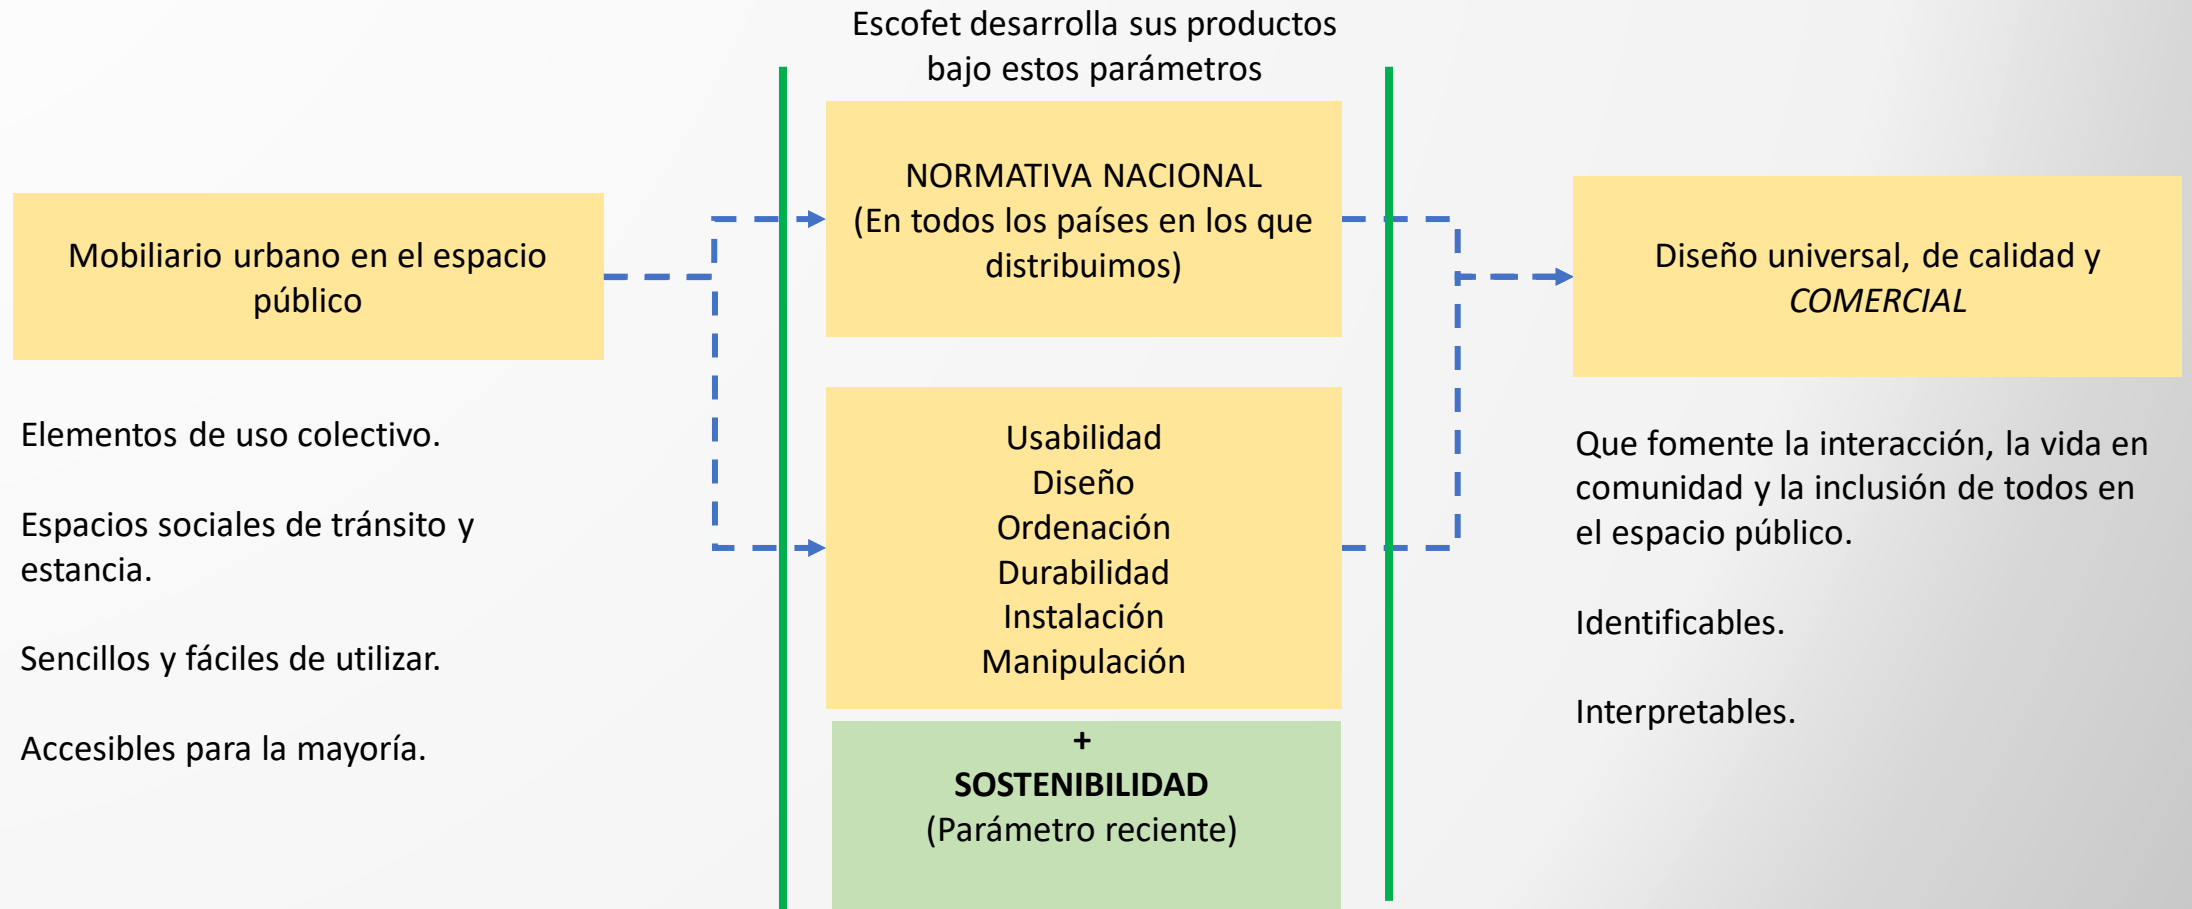 Escofet desarrolla sus productos
bajo estos parámetros
Mobiliario urbano en el espacio
público
Elementos de uso colectivo.
Espacios sociales de tránsito y
estancia.
Sencillos y fáciles de utilizar.
Accesibles para la mayoría.
NORMATIVA NACIONAL
(En todos los países en los que
distribuimos)
Usabilidad
Diseño
Ordenación
Durabilidad
Instalación
Manipulación
+
SOSTENIBILIDAD
(Parámetro reciente)
Diseño universal, de calidad y
COMERCIAL
Que fomente la interacción, la vida en
comunidad y la inclusión de todos en
el espacio público.
Identificables.
Interpretables.